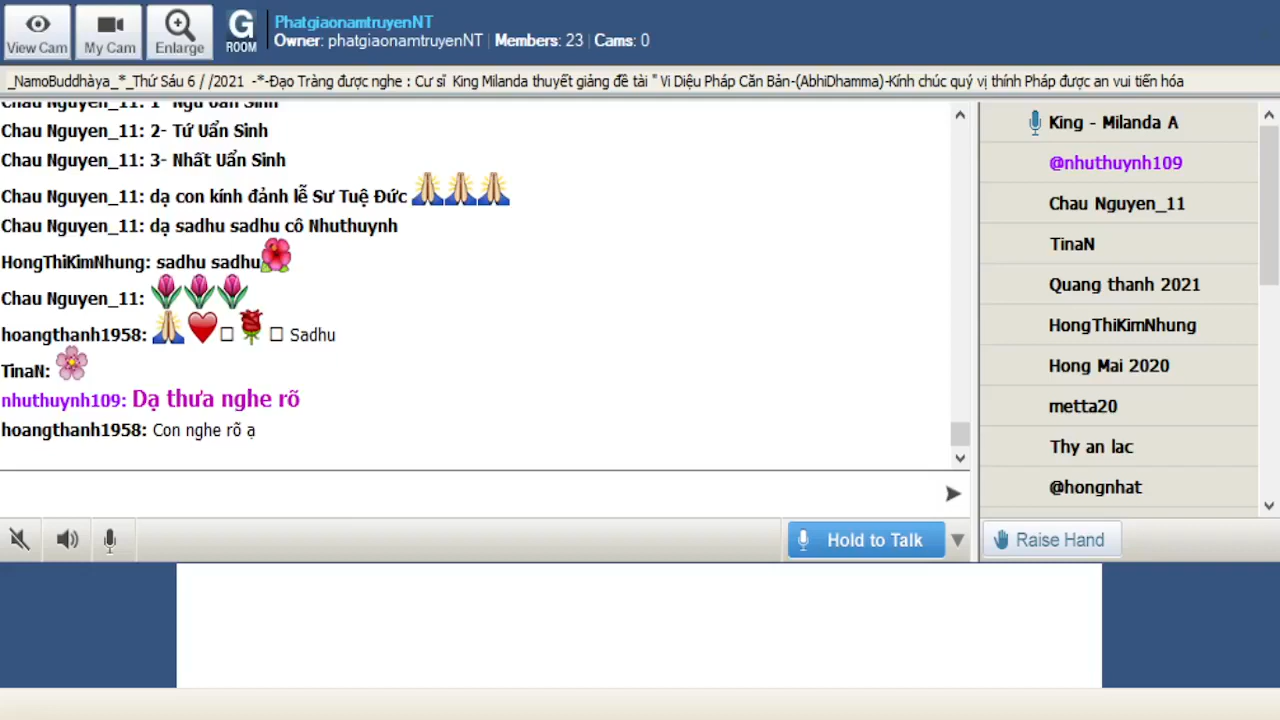 View Cam
My Cam
Enlarge
G
ROOM
PhatgiaonamtruyenNT
Owner: phatgiaonamtruyenNT | Members: 23 | Cams: 0
_NamoBuddhàya_*_Thứ Sáu 6 / /2021 -*-Đạo Tràng được nghe : Cư sĩ King Milanda thuyết giảng đề tài " Vi Diệu Pháp Căn Bản-(AbhiDhamma)-Kính chúc quý vị thính Pháp được an vui tiến hóa
Chau Nguyen_11: 1- Ngũ Uẩn Sinh
Chau Nguyen_11: 2- Tứ Uẩn Sinh
Chau Nguyen_11: 3- Nhất Uẩn Sinh
Chau Nguyen_11: dạ con kính đảnh lễ Sư Tuệ Đức 🙏🙏🙏
Chau Nguyen_11: dạ sadhu sadhu cô Nhuthuynh
HongThiKimNhung: sadhu sadhu🌺
Chau Nguyen_11: 🌷🌷🌷
hoangthanh1958: 🙏❤□🌹□ Sadhu
TinaN: 🌸
nhuthuynh109: Dạ thưa nghe rõ
hoangthanh1958: Con nghe rõ ạ
King - Milanda A
@nhuthuynh109
Chau Nguyen_11
TinaN
Quang thanh 2021
HongThiKimNhung
Hong Mai 2020
metta20
Thy an lac
@hongnhat
Hold to Talk
Raise Hand